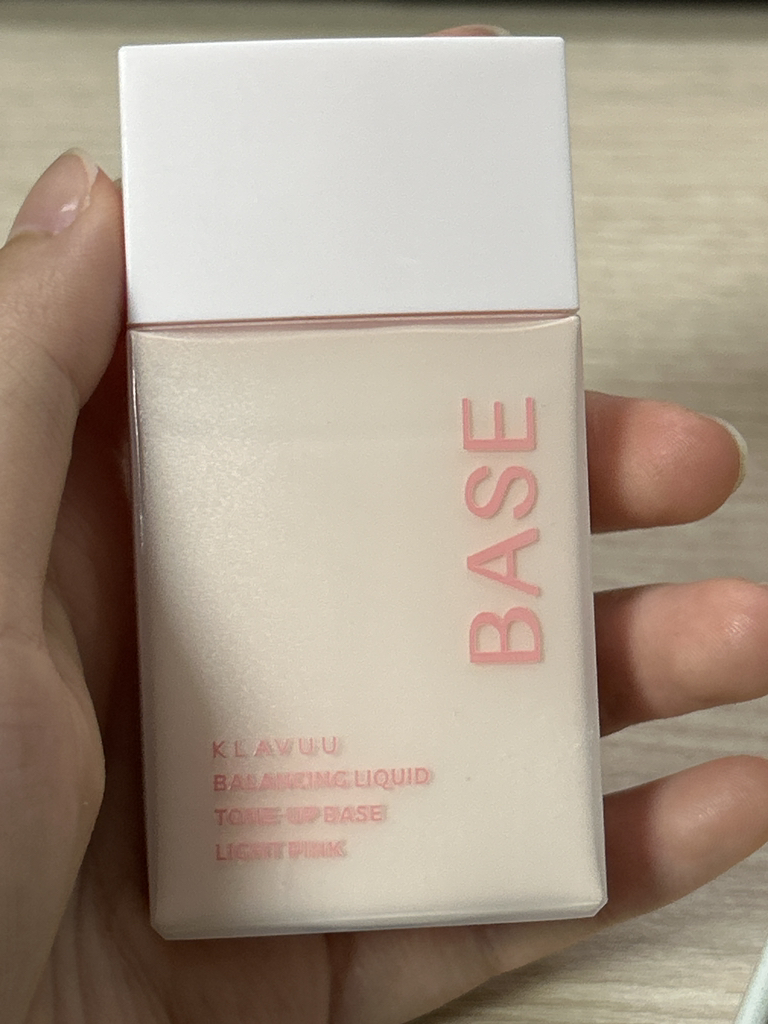 BASE
KLAVUU
BALANCING LIQUID
TONE-UP BASE
LIGHT PINK